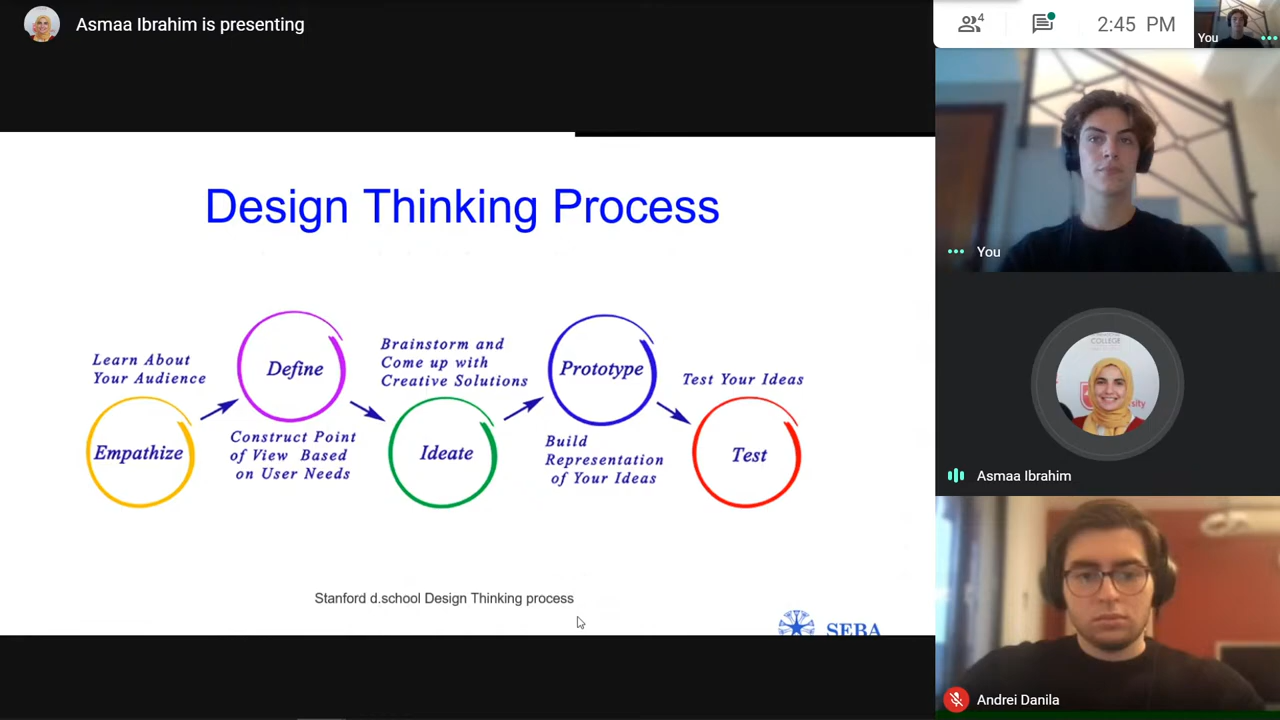 Asmaa Ibrahim is presenting
4
2:45 PM
You
Design Thinking Process
Learn About
Your Audience
Empathize
Define
Construct Point
of View Based
on User Needs
Brainstorm and
Come up with
Creative Solutions
Ideate
Prototype
Build
Representation
of Your Ideas
Test Your Ideas
Test
Stanford d.school Design Thinking process
SEBA
You
COLLEGE
Asmaa Ibrahim
Andrei Danila